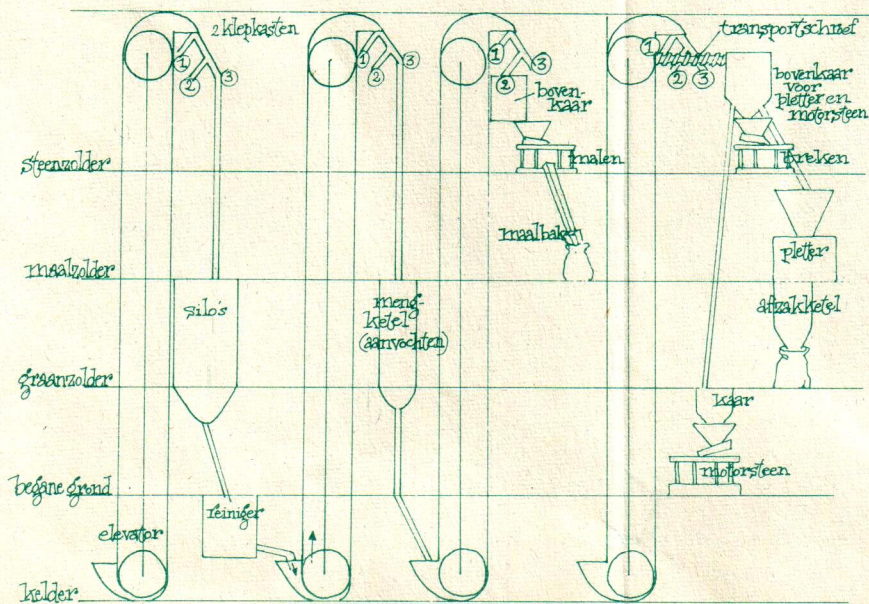 2 klepkasten
1
2
3
1
2
3
1
2
3
boven-
kaar
malen
maalbak
transportschroef
1
2
3
bovenkaar
voor
pletter en
motorsteen
breken
steenzolder
maalzolder
silo's
meng-
ketel
(aanvochten)
pletter
afzakketel
graanzolder
kaar
motorsteen
begane grond
reiniger
elevator
kelder